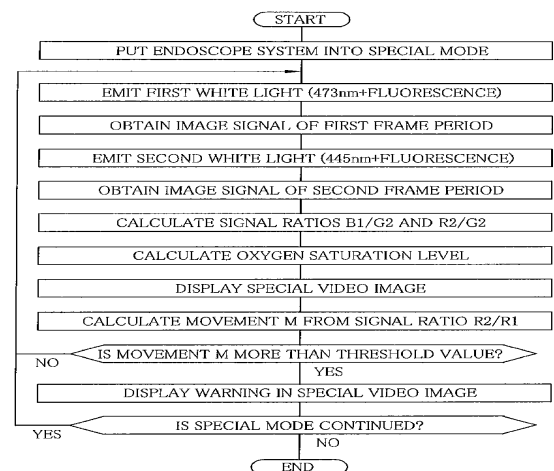 START
PUT ENDOSCOPE SYSTEM INTO SPECIAL MODE
EMIT FIRST WHITE LIGHT (473nm+FLUORESCENCE)
OBTAIN IMAGE SIGNAL OF FIRST FRAME PERIOD
EMIT SECOND WHITE LIGHT (445nm+FLUORESCENCE)
OBTAIN IMAGE SIGNAL OF SECOND FRAME PERIOD
CALCULATE SIGNAL RATIOS B1/G2 AND R2/G2
CALCULATE OXYGEN SATURATION LEVEL
DISPLAY SPECIAL VIDEO IMAGE
CALCULATE MOVEMENT M FROM SIGNAL RATIO R2/R1
IS MOVEMENT M MORE THAN THRESHOLD VALUE?
NO
YES
DISPLAY WARNING IN SPECIAL VIDEO IMAGE
IS SPECIAL MODE CONTINUED?
YES
NO
END